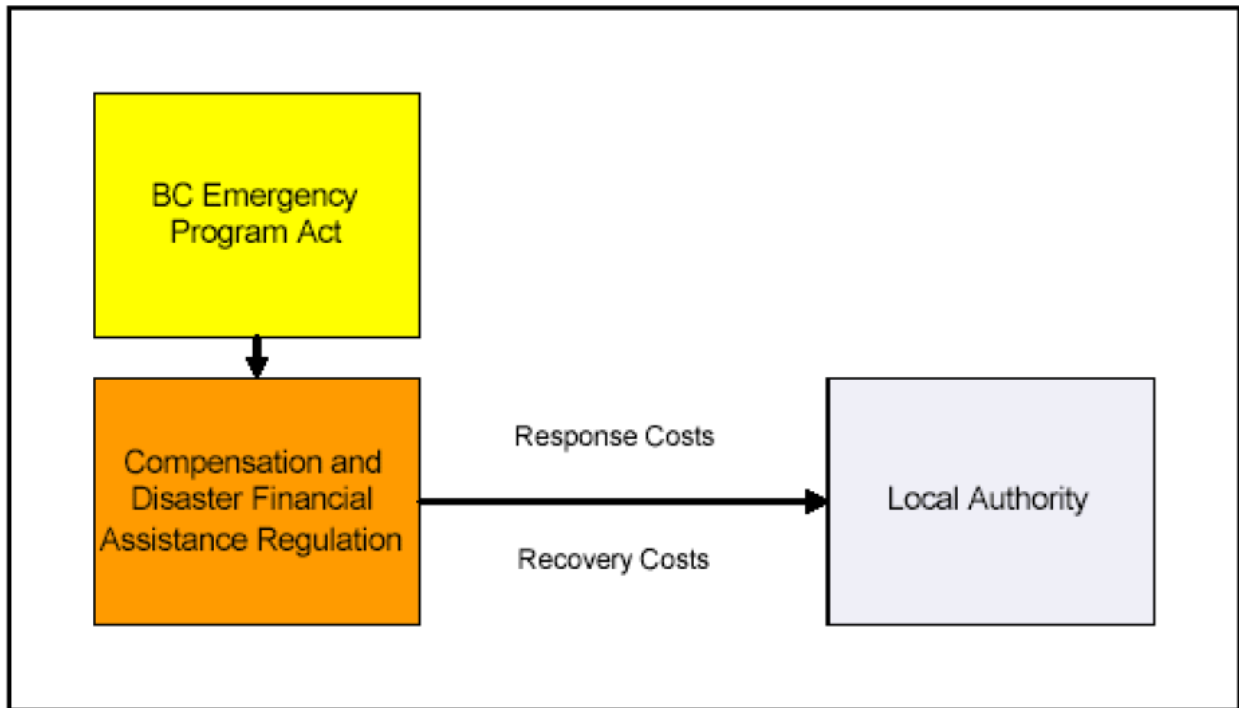 BC Emergency
Program Act
Compensation and
Disaster Financial
Assistance Regulation
Response Costs
Recovery Costs
Local Authority